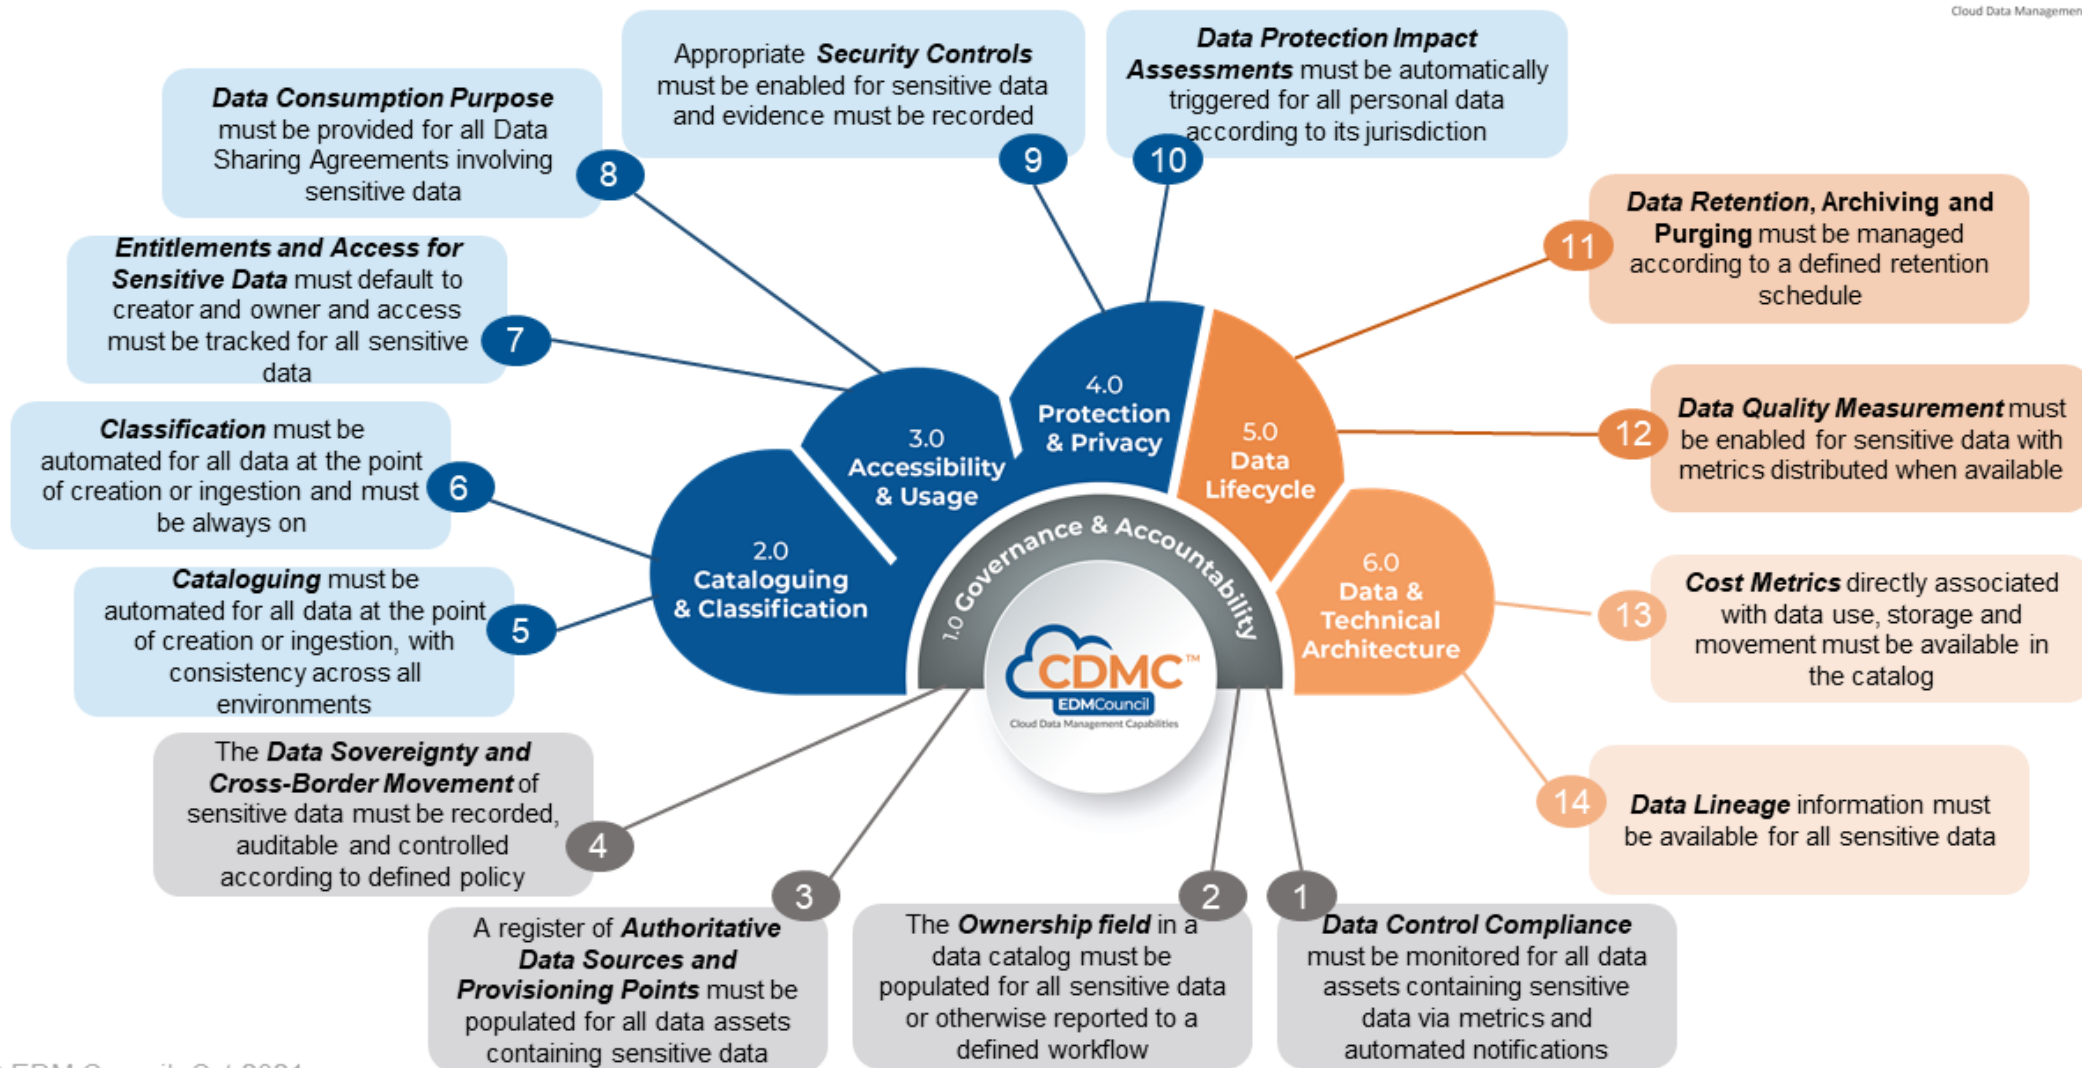 Cloud Data Management
Appropriate Security Controls
must be enabled for sensitive data
and evidence must be recorded
9
Data Protection Impact
Assessments must be automatically
triggered for all personal data
according to its jurisdiction
10
Data Consumption Purpose
must be provided for all Data
Sharing Agreements involving
sensitive data
8
Data Retention, Archiving and
Purging must be managed
according to a defined retention
schedule
11
Entitlements and Access for
Sensitive Data must default to
creator and owner and access
must be tracked for all sensitive
data
7
Data Quality Measurement must
be enabled for sensitive data with
metrics distributed when available
12
Classification must be
automated for all data at the point
of creation or ingestion and must
be always on
6
Cataloguing must be
automated for all data at the point
of creation or ingestion, with
consistency across all
environments
5
2.0
Cataloguing
& Classification
3.0
Accessibility
& Usage
4.0
Protection
& Privacy
5.0
Data
Lifecycle
6.0
Data &
Technical
Architecture
1.0 Governance & Accountability
CDMC™
EDMCouncil
Cloud Data Management Capabilities
Cost Metrics directly associated
with data use, storage and
movement must be available in
the catalog
13
Data Lineage information must
be available for all sensitive data
14
The Data Sovereignty and
Cross-Border Movement of
sensitive data must be recorded,
auditable and controlled
according to defined policy
4
A register of Authoritative
Data Sources and
Provisioning Points must be
populated for all data assets
containing sensitive data
3
The Ownership field in a
data catalog must be
populated for all sensitive data
or otherwise reported to a
defined workflow
2
Data Control Compliance
must be monitored for all data
assets containing sensitive
data via metrics and
automated notifications
1
EDM Council